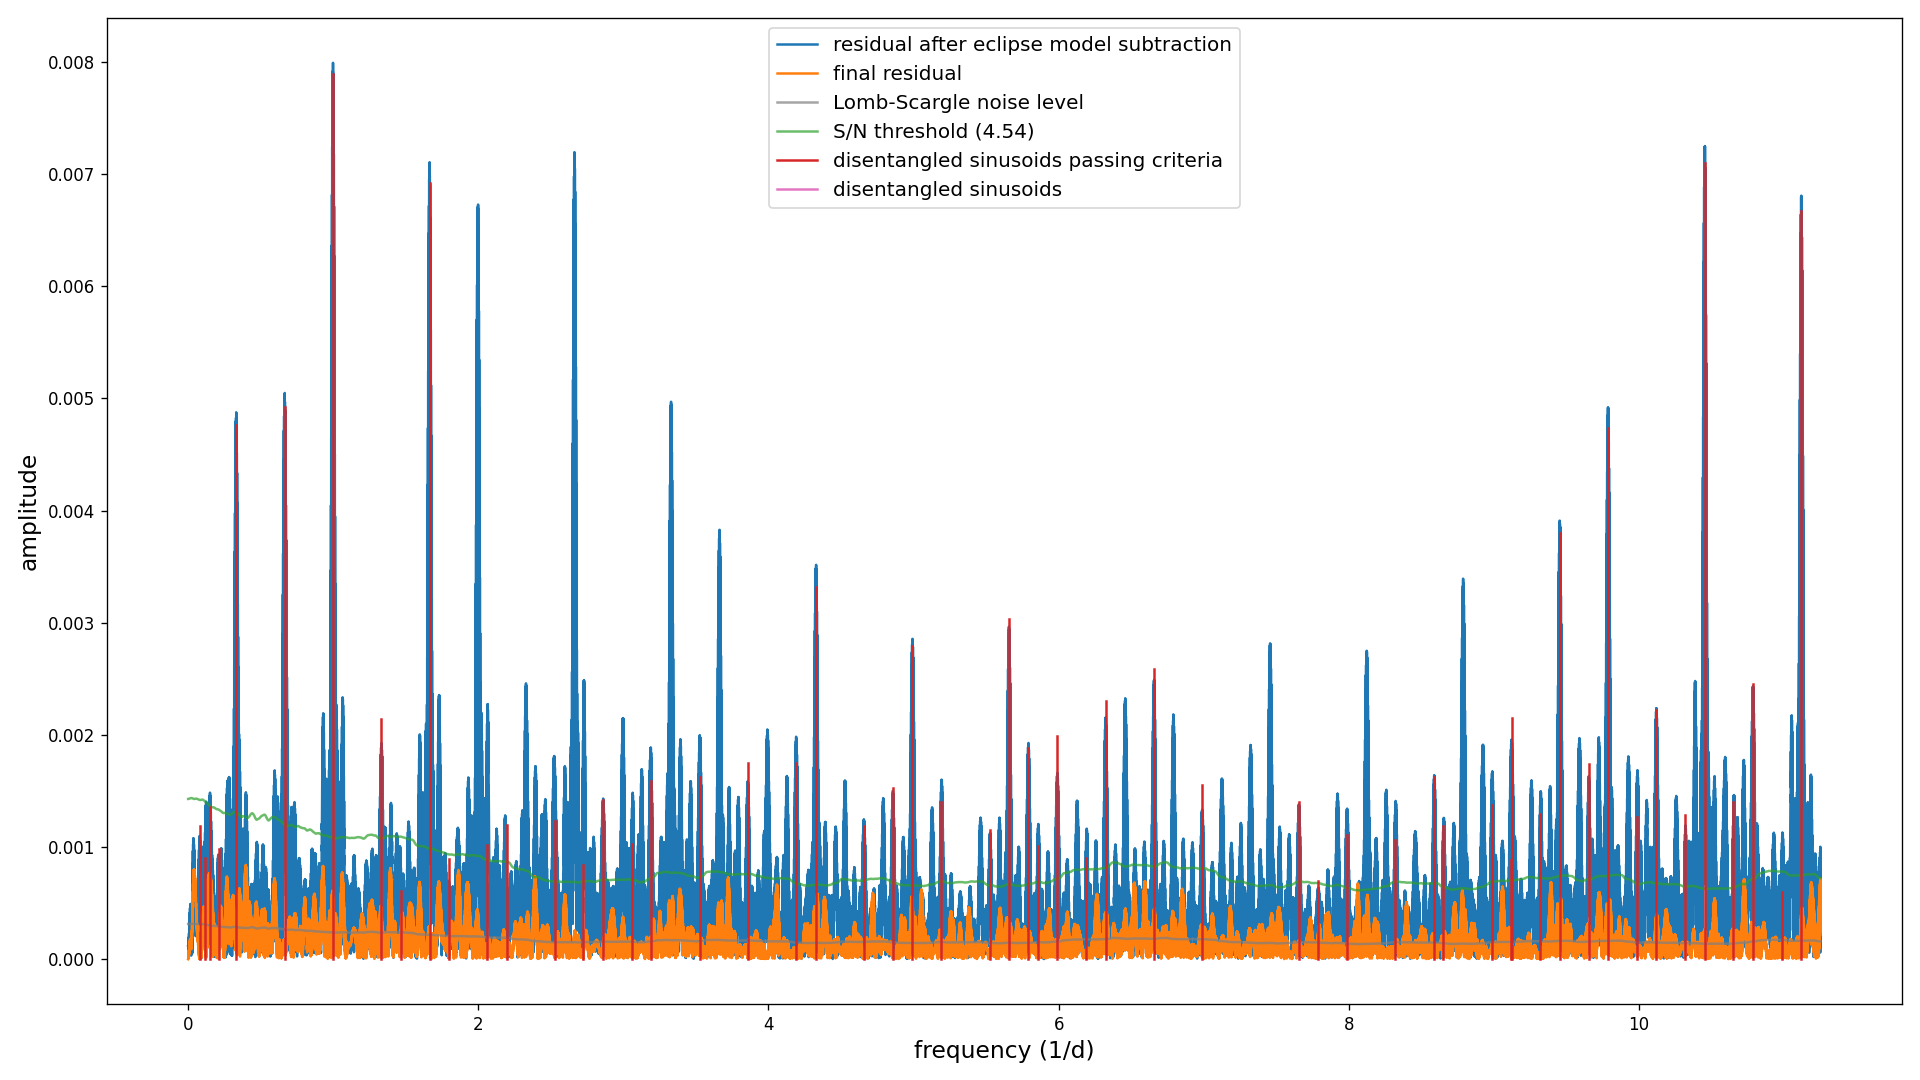 residual after eclipse model subtraction
final residual
Lomb-Scargle noise level
S/N threshold (4.54)
disentangled sinusoids passing criteria
disentangled sinusoids
amplitude
0.008
0.007
0.006
0.005
0.004
0.003
0.002
0.001
0.000
0 2 4 6 8 10
frequency (1/d)